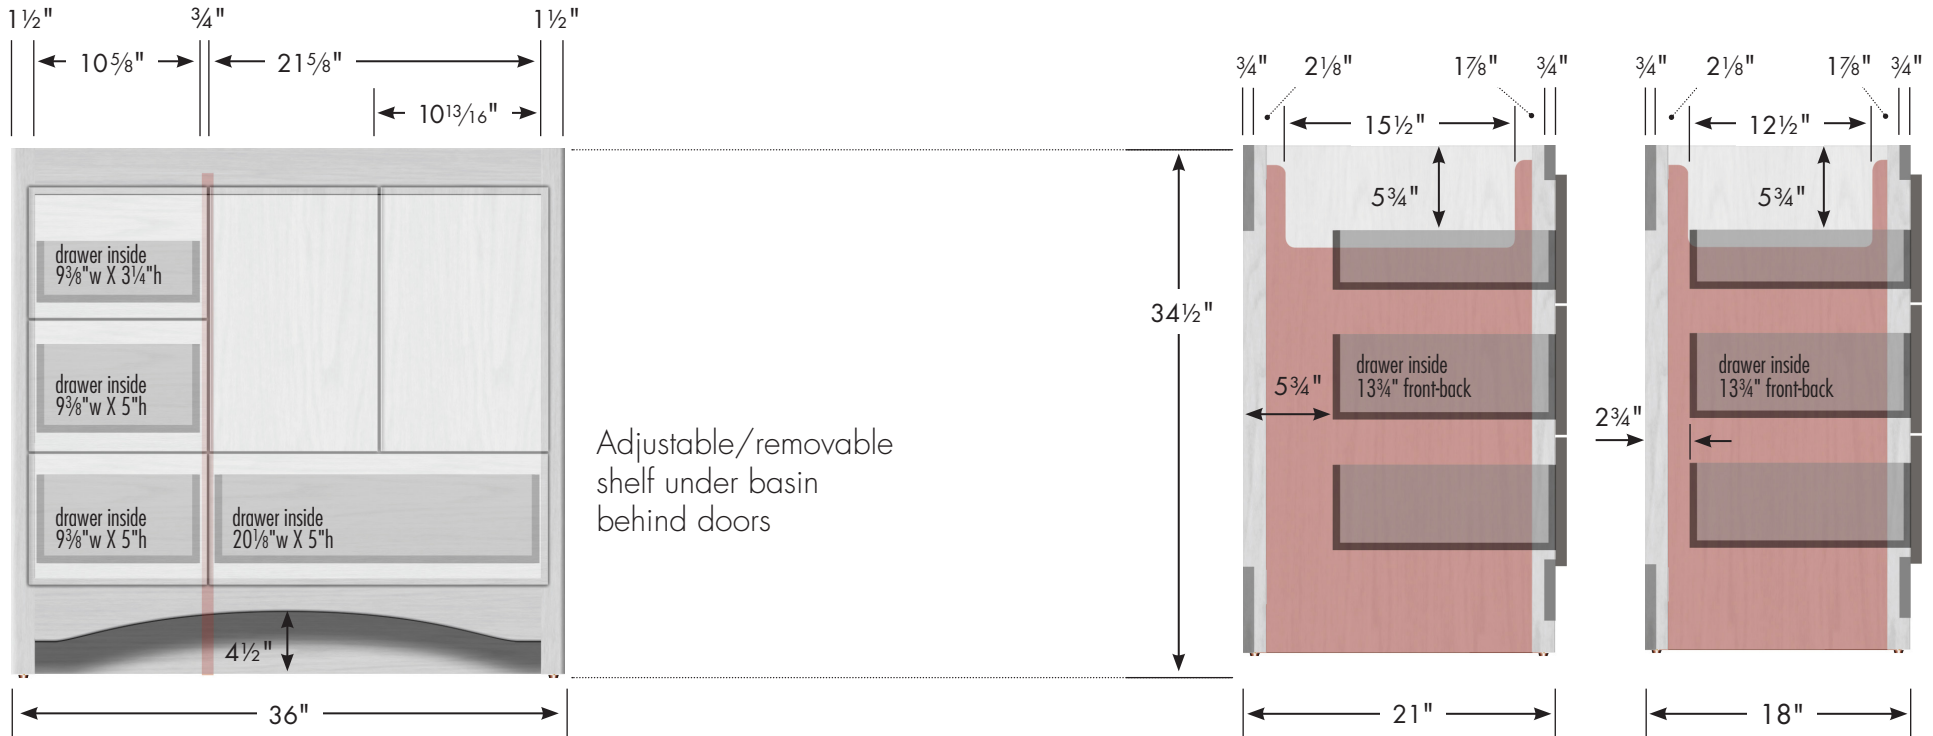 1½"
¾"
1½"
10⅝"
21⅝"
10 13/16"
drawer inside
9⅜"w X 3¼"h
drawer inside
9⅜"w X 5"h
drawer inside
9⅜"w X 5"h
drawer inside
20⅛"w X 5"h
4½"
36"
Adjustable/removable
shelf under basin
behind doors
34½"
¾"
2⅛"
1⅞"
¾"
15½"
5¾"
drawer inside
13¾" front-back
5¾"
21"
¾"
2⅛"
1⅞"
¾"
12½"
5¾"
drawer inside
13¾" front-back
2¾"
18"